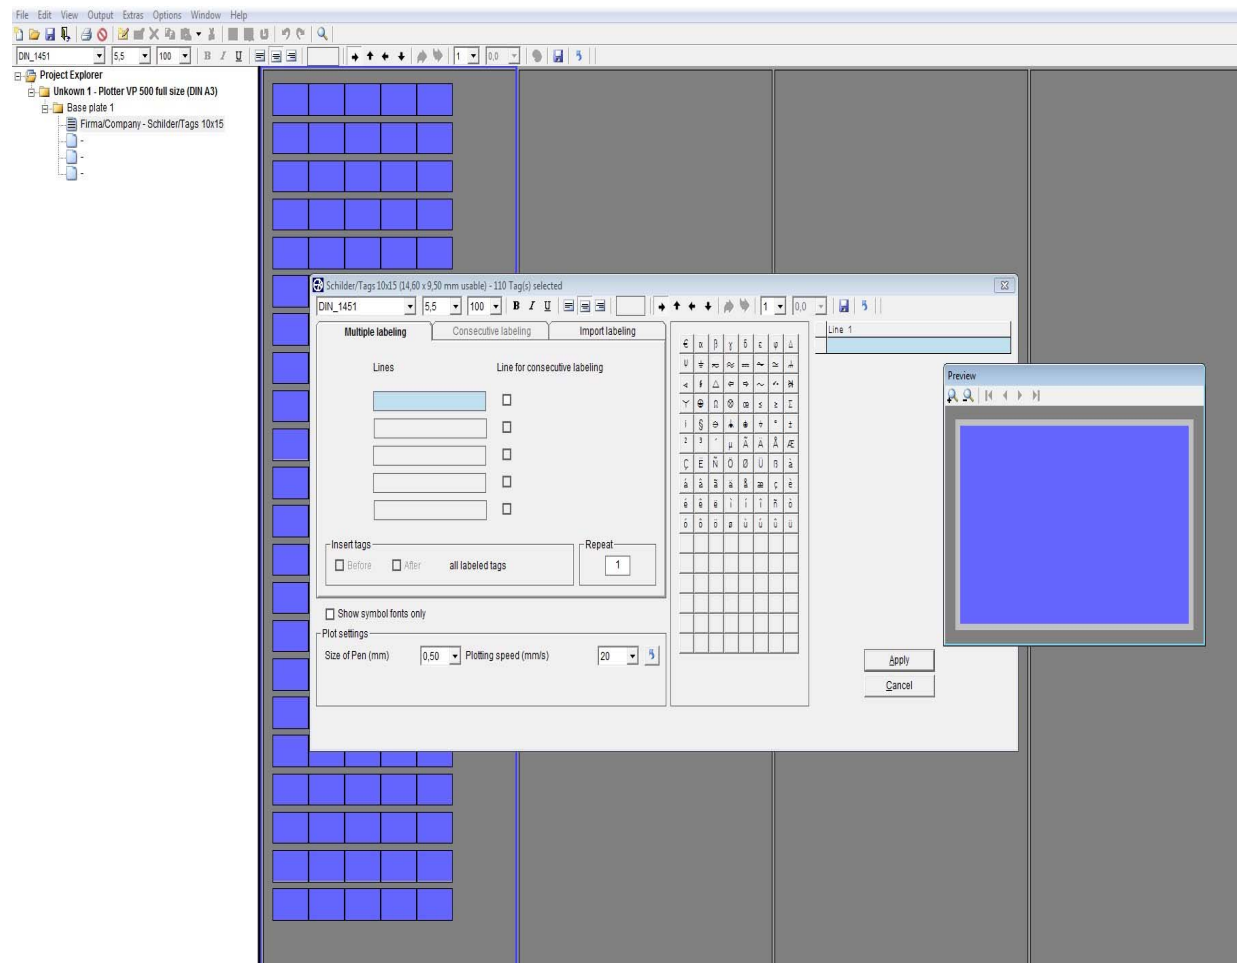 File Edit View Output Extras Options Window Help
DIN_1451 5,5 100 B I U 1 0,0
Project Explorer
Unkown 1 - Plotter VP 500 full size (DIN A3)
Base plate 1
Firma/Company - Schilder/Tags 10x15
-
-
-
Schilder/Tags 10x15 (14,60 x 9,50 mm usable) - 110 Tag(s) selected
DIN_1451 5,5 100 B I U 1 0,0
Multiple labeling Consecutive labeling Import labeling
Lines Line for consecutive labeling
Insert tags
Before After all labeled tags
Repeat
1
Show symbol fonts only
Plot settings
Size of Pen (mm) 0,50 Plotting speed (mm/s) 20
Line 1
Preview
Apply
Cancel